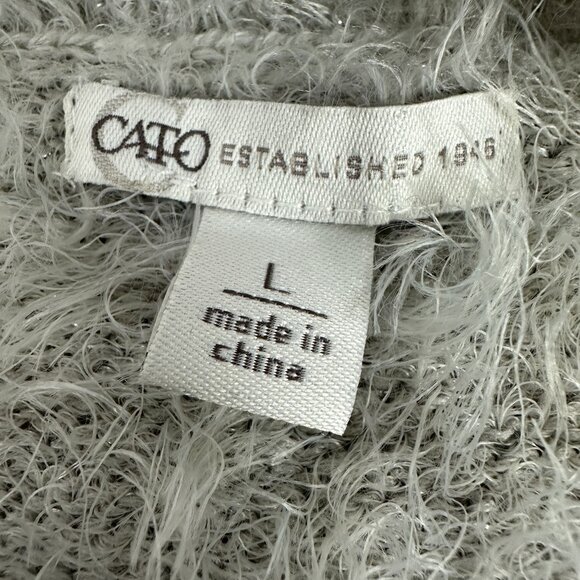 CATO ESTABLISHED 1946
L
made in
china